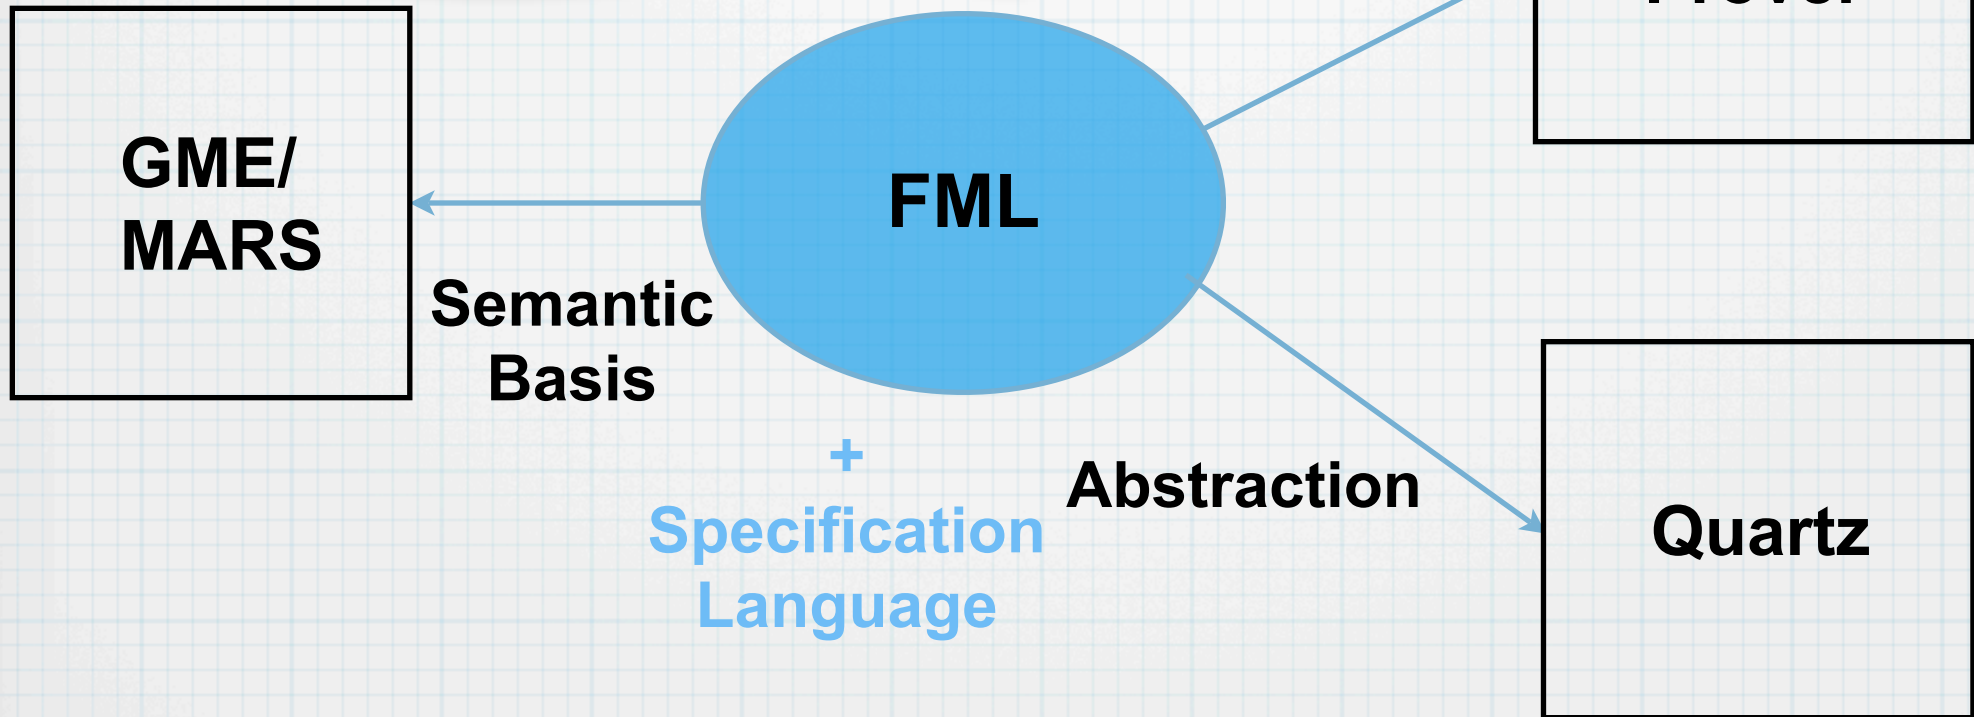 GME/
MARS
FML
Semantic
Basis
+
Specification
Language
Abstraction
Quartz